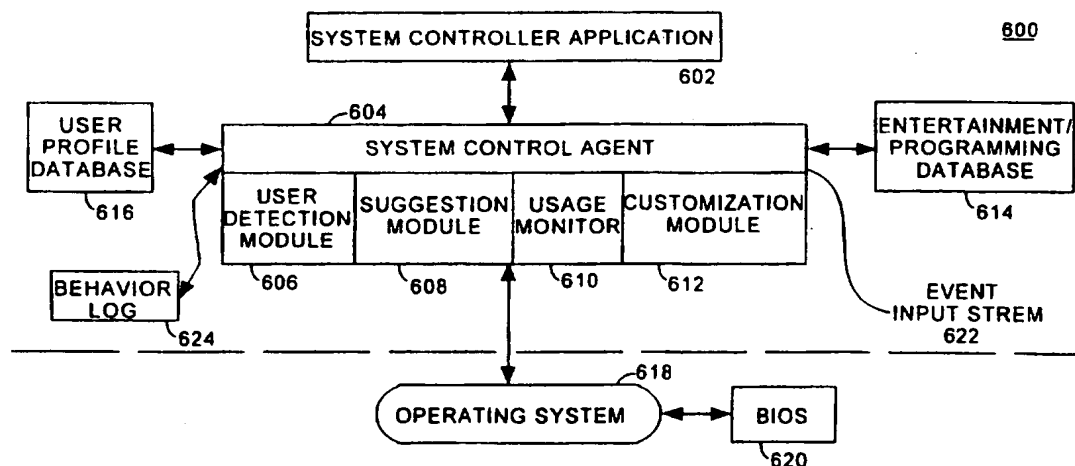 SYSTEM CONTROLLER APPLICATION
602
600
604
USER
PROFILE
DATABASE
616
SYSTEM CONTROL AGENT
ENTERTAINMENT/
PROGRAMMING
DATABASE
614
USER
DETECTION
MODULE
606
SUGGESTION
MODULE
608
USAGE
MONITOR
610
CUSTOMIZATION
MODULE
612
BEHAVIOR
LOG
624
EVENT
INPUT STREM
622
618
OPERATING SYSTEM
BIOS
620